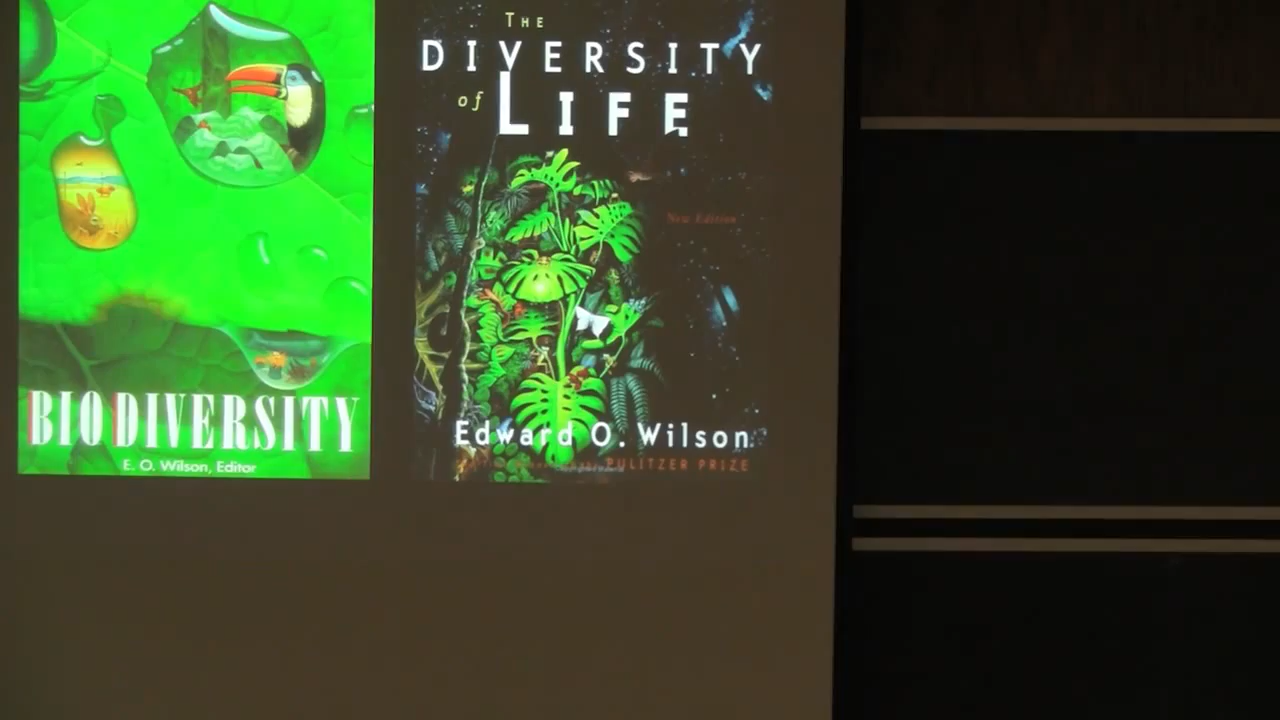 BIODIVERSITY
E. O. Wilson, Editor
THE
DIVERSITY
of LIFE
New Edition
Edward O. Wilson
PULITZER PRIZE